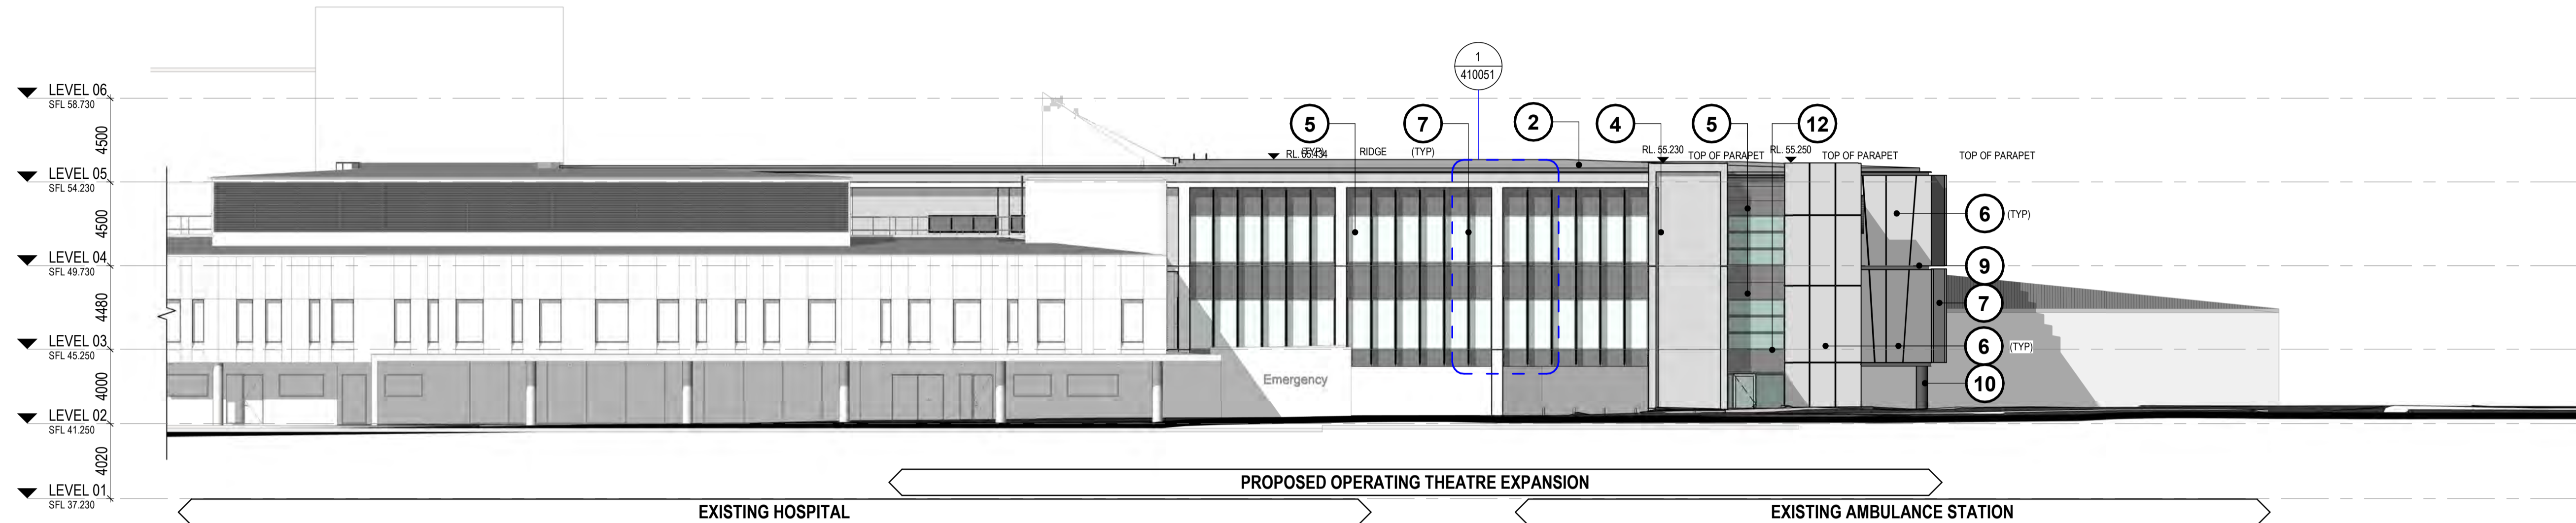 1
410051
LEVEL 06
SFL 58.730
4500
5
(TYP)
7
(TYP)
2
4
5
12
RIDGE
RL. 55.230
TOP OF PARAPET
RL. 55.250
TOP OF PARAPET
TOP OF PARAPET
LEVEL 05
SFL 54.230
4500
6 (TYP)
LEVEL 04
SFL 49.730
9
4480
7
LEVEL 03
SFL 45.250
6 (TYP)
4000
Emergency
10
LEVEL 02
SFL 41.250
4020
PROPOSED OPERATING THEATRE EXPANSION
LEVEL 01
SFL 37.230
EXISTING HOSPITAL
EXISTING AMBULANCE STATION